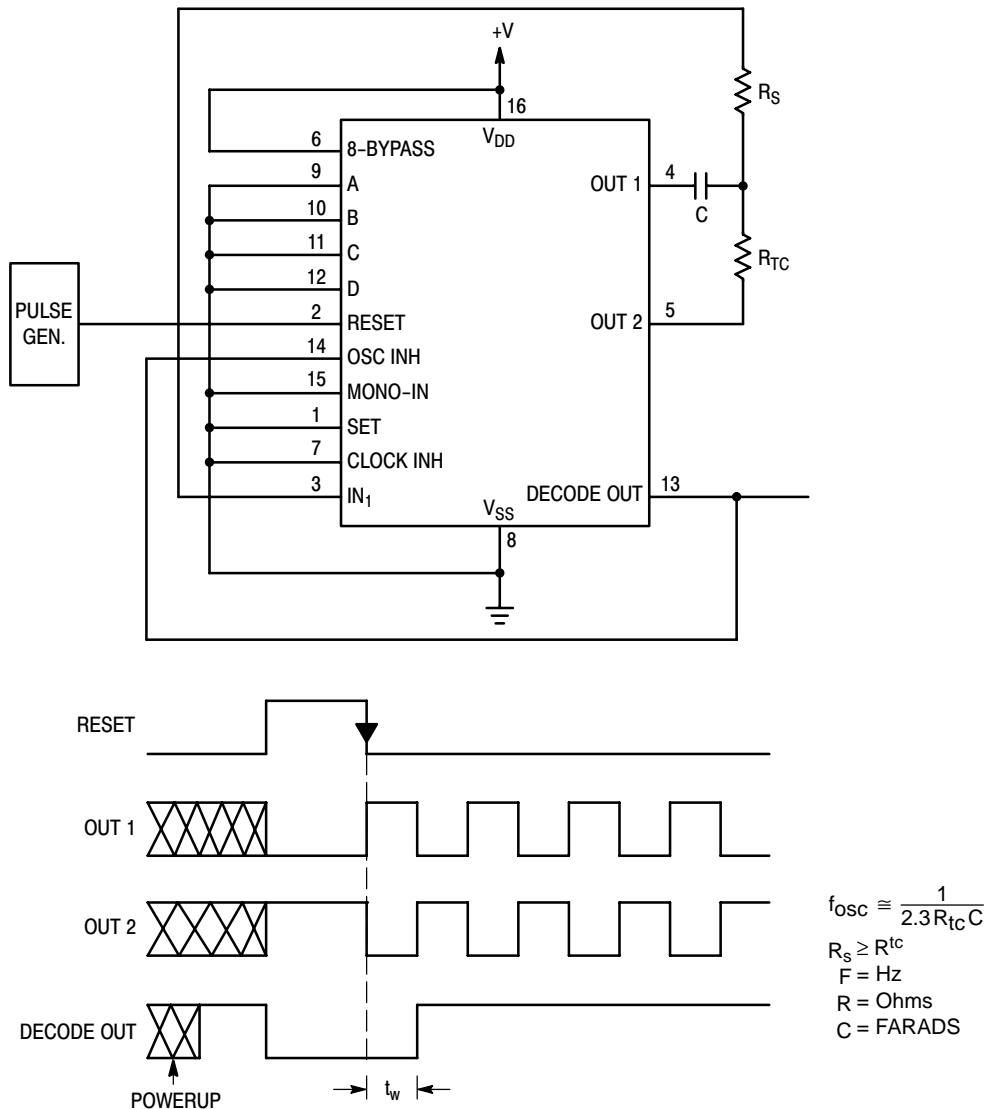 +V
16
VDD
RS
6
8–BYPASS
9
A
OUT 1
4
C
10
B
11
C
RTC
12
D
PULSE
GEN.
2
RESET
OUT 2
5
14
OSC INH
15
MONO–IN
1
SET
7
CLOCK INH
3
IN1
DECODE OUT
13
VSS
8
RESET
OUT 1
OUT 2
DECODE OUT
POWERUP
tw
fosc ≅ 1
2.3 Rtc C
Rs ≥ Rtc
F = Hz
R = Ohms
C = FARADS